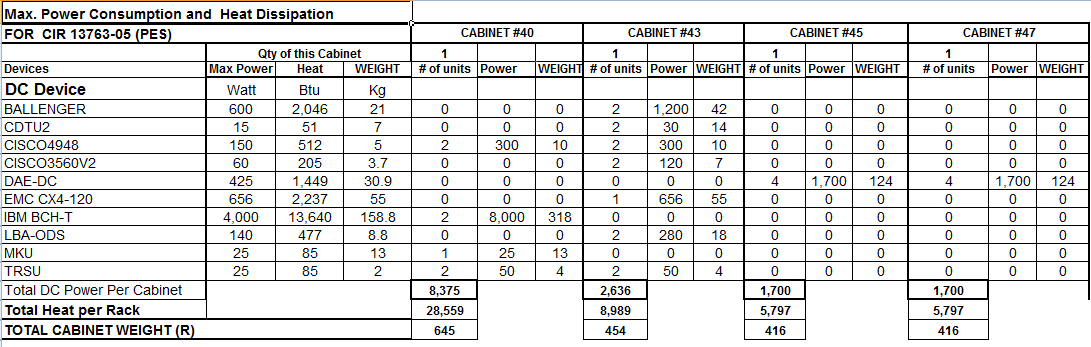 Max. Power Consumption and Heat Dissipation
FOR CIR 13763-05 (PES) CABINET #40 CABINET #43 CABINET #45 CABINET #47
Qty of this Cabinet 1 1 1 1
Devices Max Power Heat WEIGHT # of units Power WEIGHT # of units Power WEIGHT # of units Power WEIGHT # of units Power WEIGHT
DC Device Watt Btu Kg
BALLENGER 600 2,046 21 0 0 0 2 1,200 42 0 0 0 0 0 0
CDTU2 15 51 7 0 0 0 2 30 14 0 0 0 0 0 0
CISCO4948 150 512 5 2 300 10 2 300 10 0 0 0 0 0 0
CISCO3560V2 60 205 3.7 0 0 0 2 120 7 0 0 0 0 0 0
DAE-DC 425 1,449 30.9 0 0 0 0 0 0 4 1,700 124 4 1,700 124
EMC CX4-120 656 2,237 55 0 0 0 1 656 55 0 0 0 0 0 0
IBM BCH-T 4,000 13,640 158.8 2 8,000 318 0 0 0 0 0 0 0 0 0
LBA-ODS 140 477 8.8 0 0 0 2 280 18 0 0 0 0 0 0
MKU 25 85 13 1 25 13 0 0 0 0 0 0 0 0 0
TRSU 25 85 2 2 50 4 2 50 4 0 0 0 0 0 0
Total DC Power Per Cabinet 8,375 2,636 1,700 1,700
Total Heat per Rack 28,559 8,989 5,797 5,797
TOTAL CABINET WEIGHT (R) 645 454 416 416